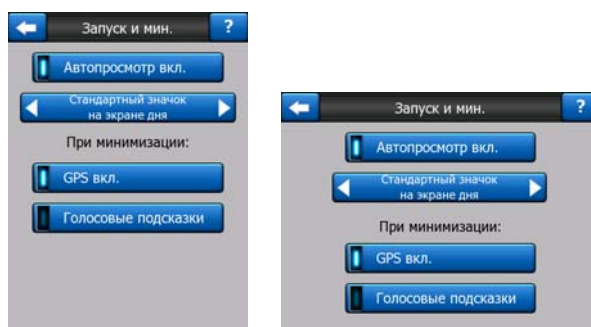 Запуск и мин. ?
Автопросмотр вкл.
Стандартный значок
на экране дня
При минимизации:
GPS вкл.
Голосовые подсказки
Запуск и мин. ?
Автопросмотр вкл.
Стандартный значок
на экране дня
При минимизации:
GPS вкл.
Голосовые подсказки